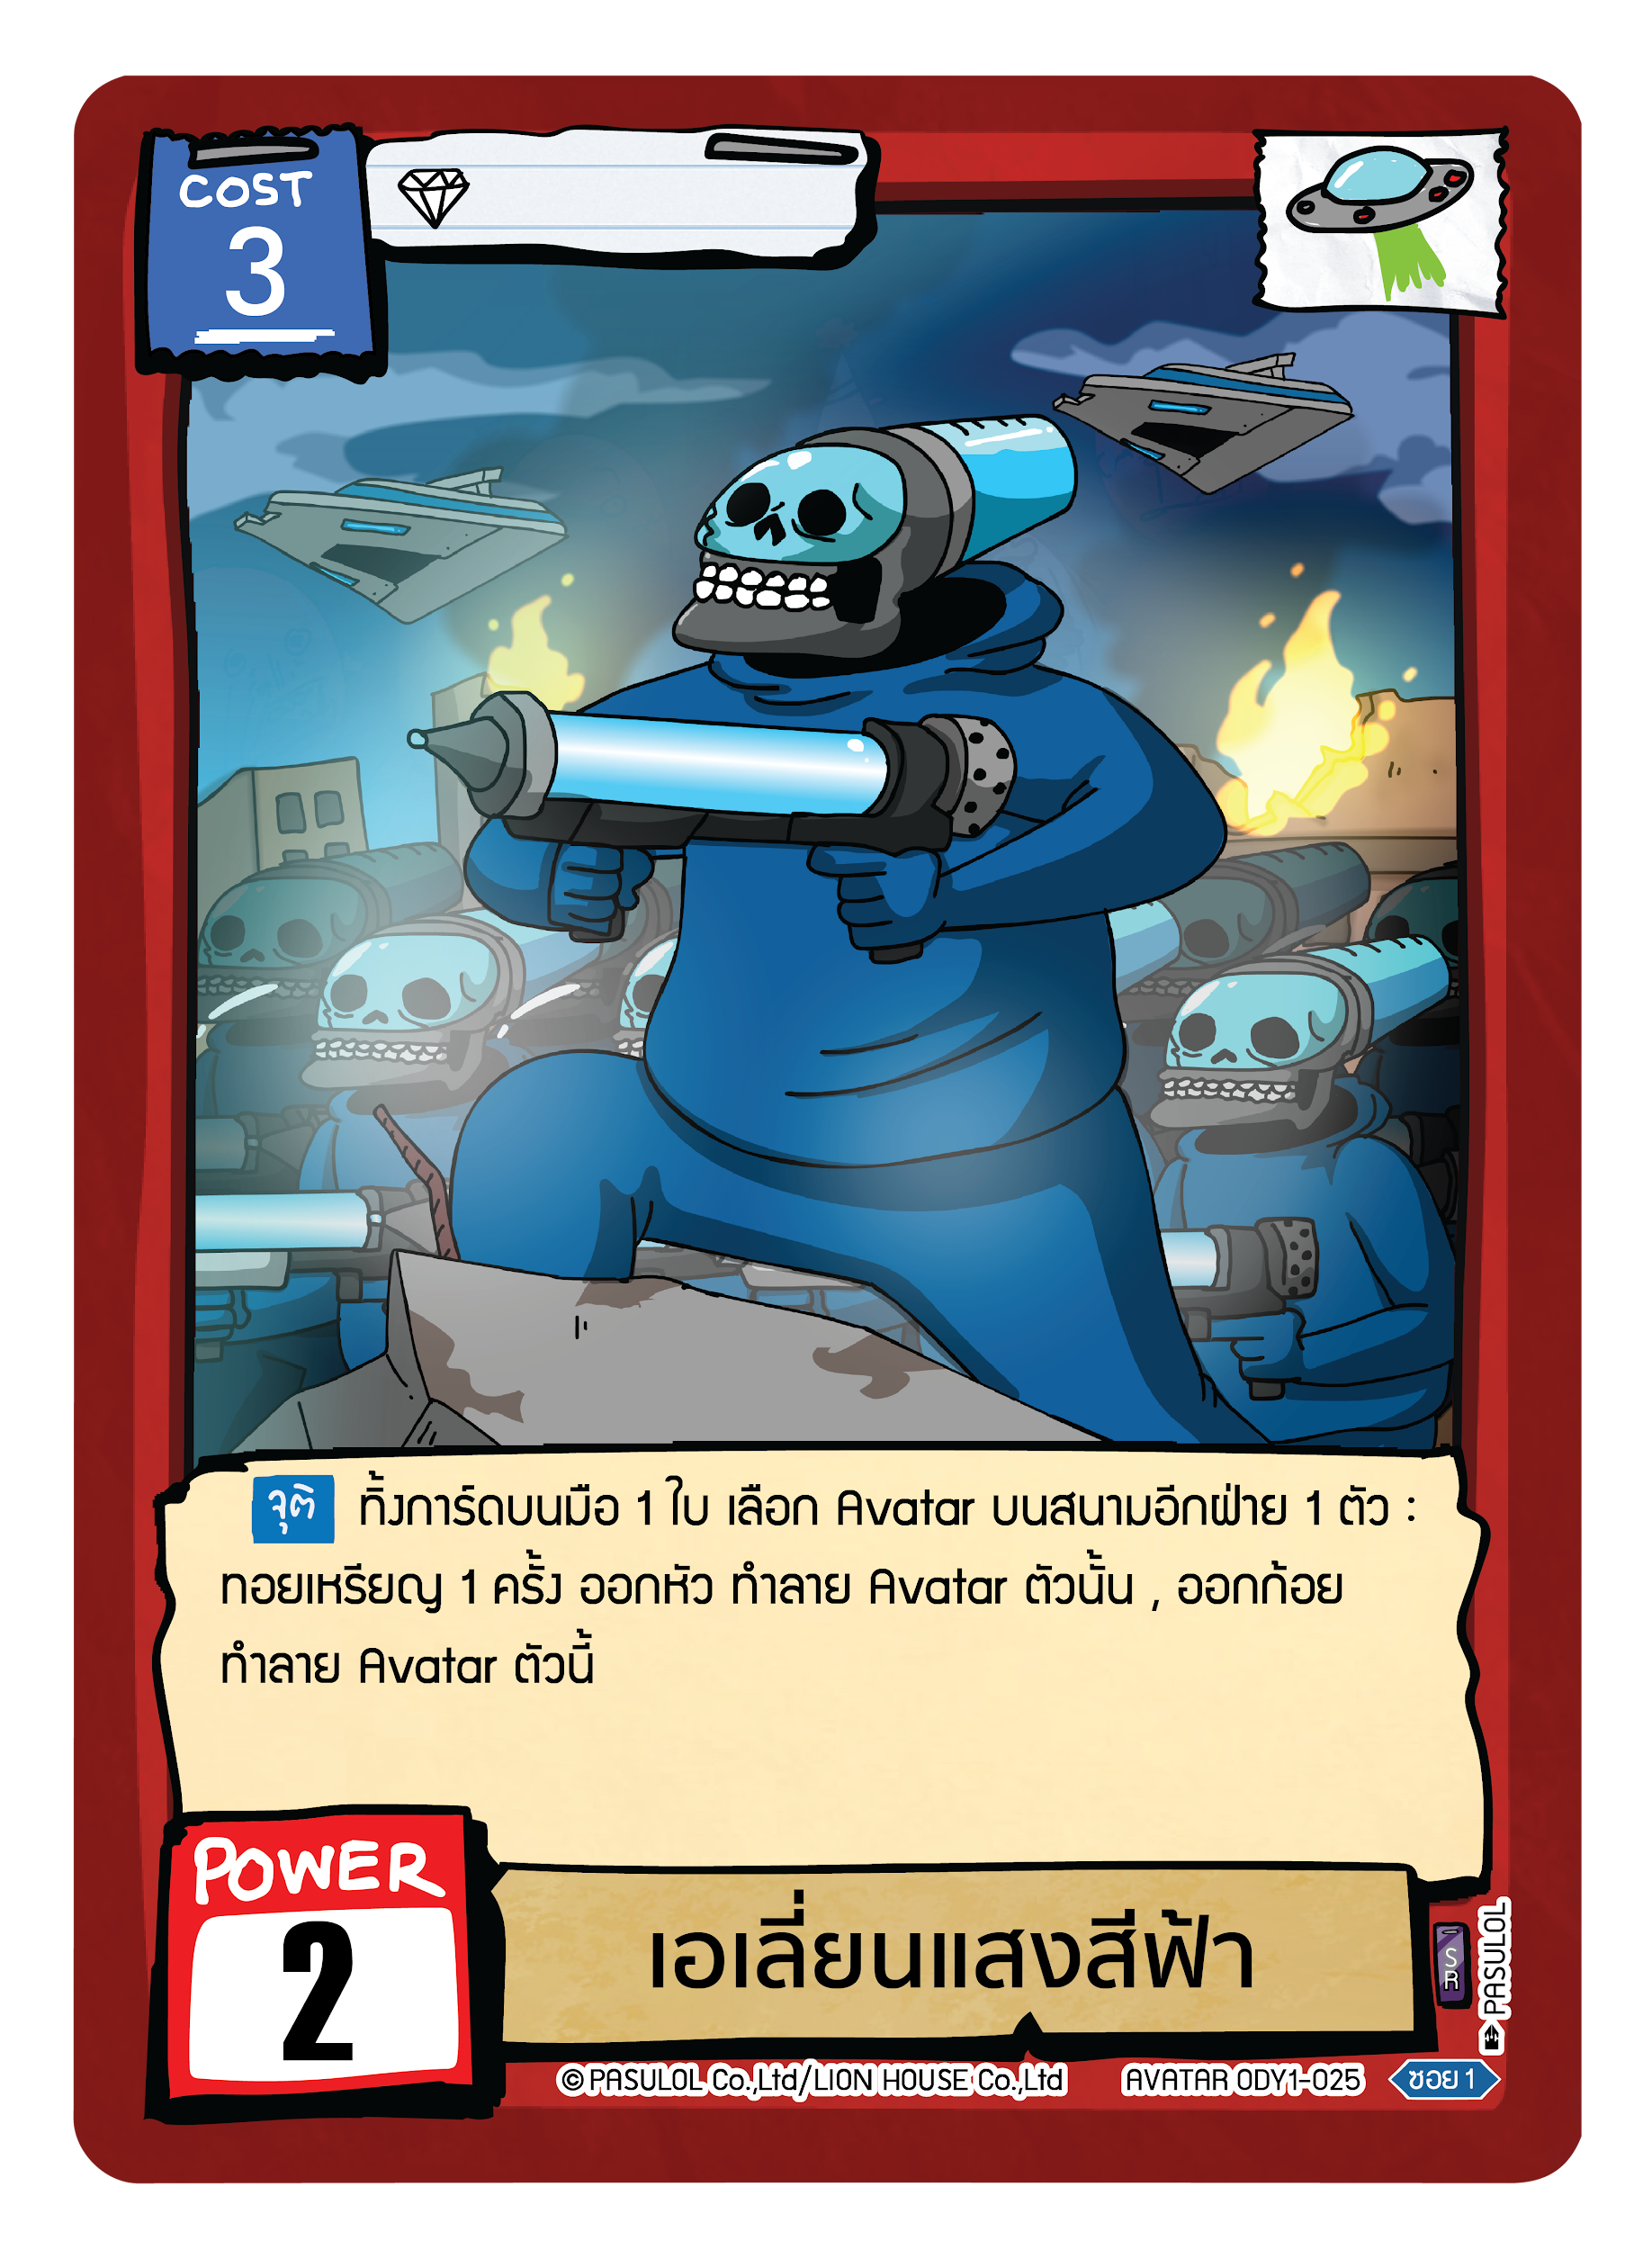 COST
3
จุติ ทิ้งการ์ดบนมือ 1 ใบ เลือก Avatar บนสนามอีกฝ่าย 1 ตัว :
ทอยเหรียญ 1 ครั้ง ออกหัว ทำลาย Avatar ตัวนั้น , ออกก้อย
ทำลาย Avatar ตัวนี้
POWER
2
เอเลี่ยนแสงสีฟ้า
SR
PASULOL
©PASULOL Co.,Ltd/LION HOUSE Co.,Ltd
AVATAR ODY1-025
ซอย 1